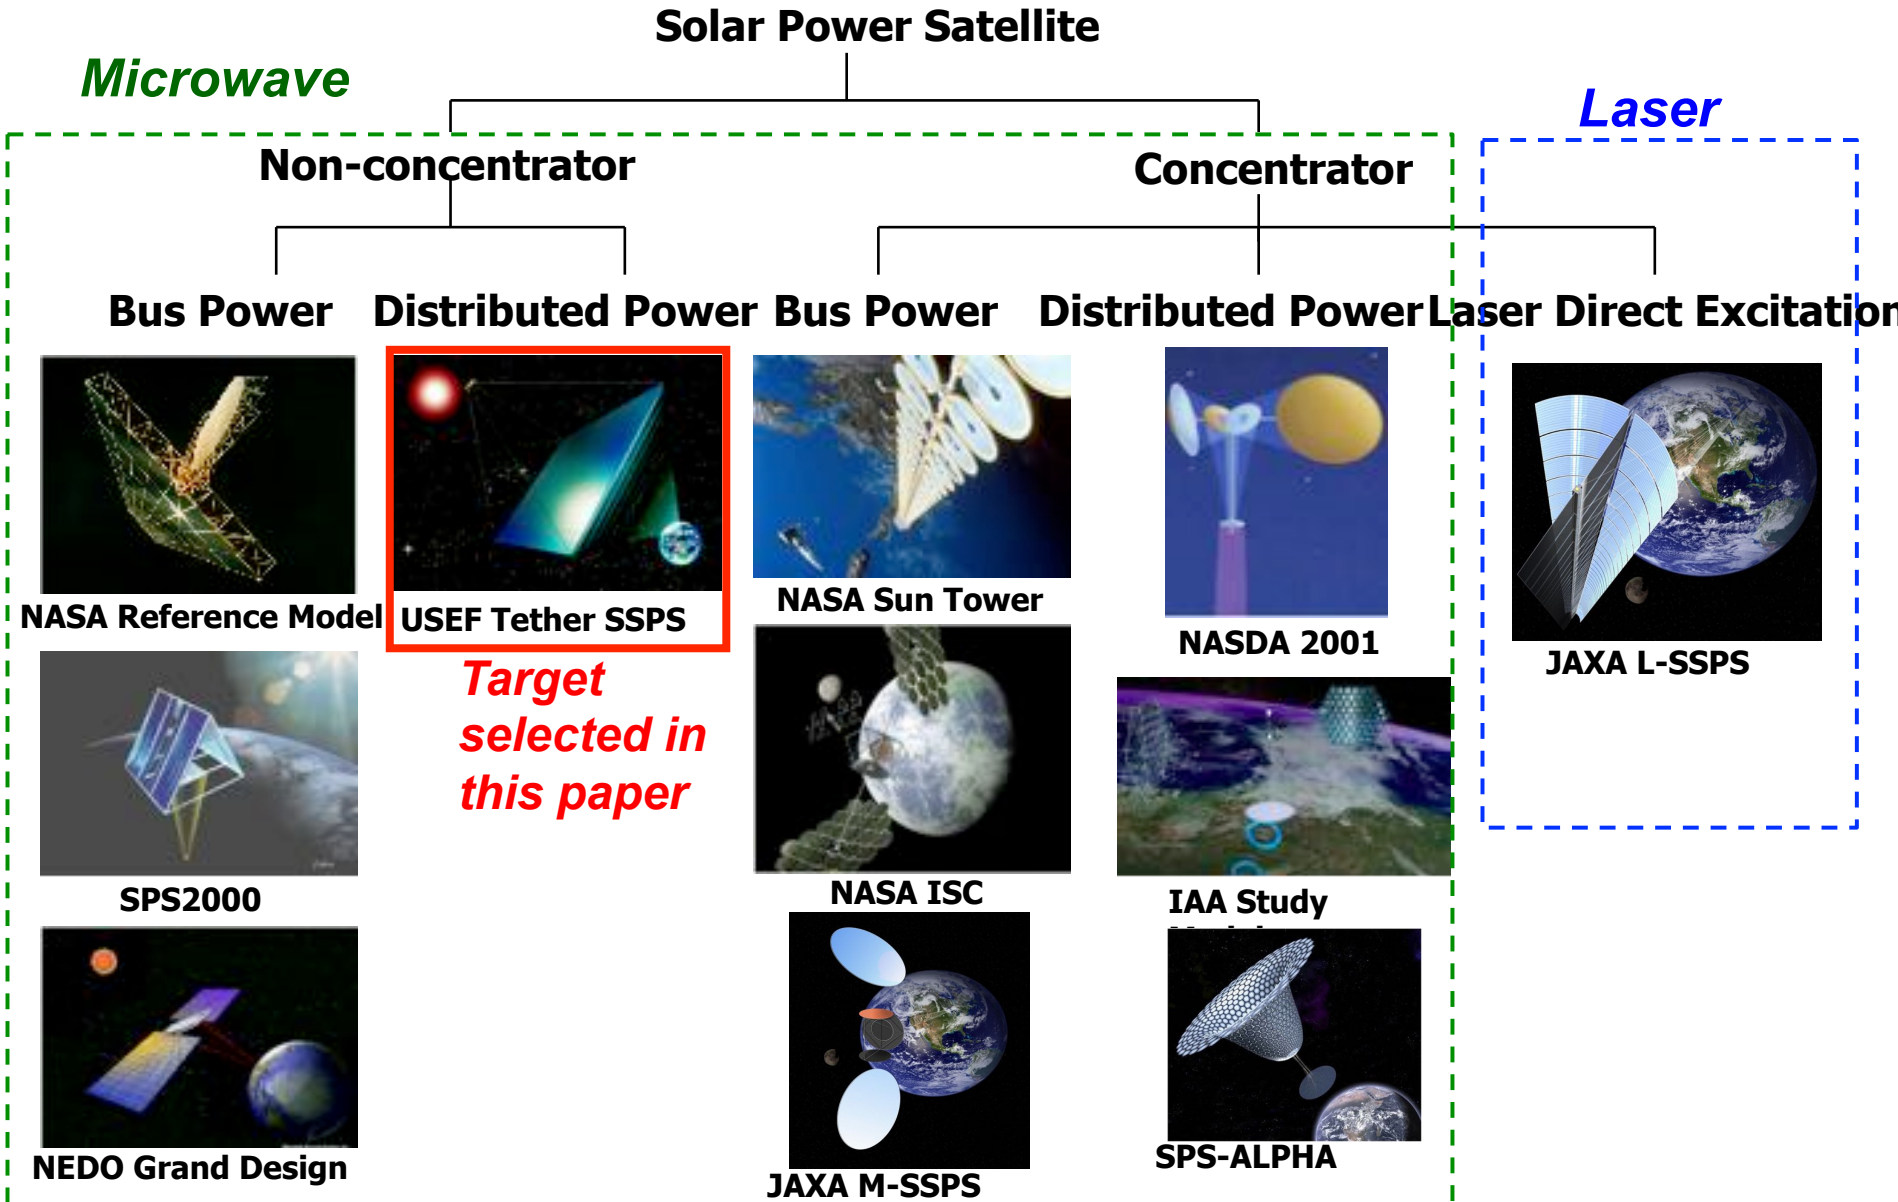 Solar Power Satellite
Microwave
Laser
Non-concentrator
Concentrator
Bus Power
Distributed Power
Bus Power
Distributed Power
Laser Direct Excitation
NASA Reference Model
USEF Tether SSPS
NASA Sun Tower
NASDA 2001
JAXA L-SSPS
Target
selected in
this paper
SPS2000
NASA ISC
IAA Study
NEDO Grand Design
JAXA M-SSPS
SPS-ALPHA